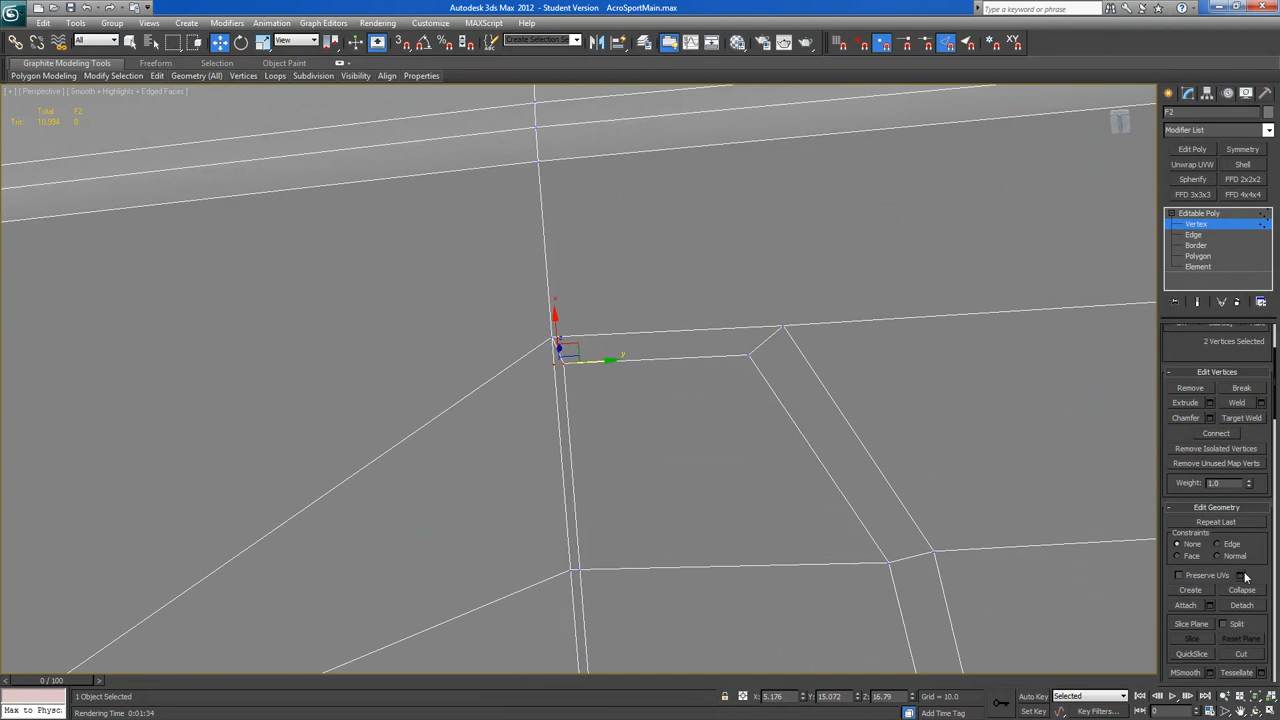 Autodesk 3ds Max 2012 - Student Version AcroSportMain.max
Type a keyword or phrase
Edit Tools Group Views Create Modifiers Animation Graph Editors Rendering Customize MAXScript Help
All View Create Selection Se
Graphite Modeling Tools Freeform Selection Object Paint
Polygon Modeling Modify Selection Edit Geometry (All) Vertices Loops Subdivision Visibility Align Properties
[ + ] [ Perspective ] [ Smooth + Highlights + Edged Faces ]
Total F2
Tris: 10,994 8
x
y
F2
Modifier List
Edit Poly Symmetry
Unwrap UVW Shell
Spherify FFD 2x2x2
FFD 3x3x3 FFD 4x4x4
Editable Poly
Vertex
Edge
Border
Polygon
Element
2 Vertices Selected
Edit Vertices
Remove Break
Extrude Weld
Chamfer Target Weld
Connect
Remove Isolated Vertices
Remove Unused Map Verts
Weight: 1.0
Edit Geometry
Repeat Last
Constraints
None Edge
Face Normal
Preserve UVs
Create Collapse
Attach Detach
Slice Plane Split
Slice Reset Plane
QuickSlice Cut
MSmooth Tessellate
0 / 100
1 Object Selected X: 5.176 Y: 15.072 Z: 16.79 Grid = 10.0 Auto Key Selected
Max to Physc Rendering Time 0:01:34 Add Time Tag Set Key Key Filters... 0